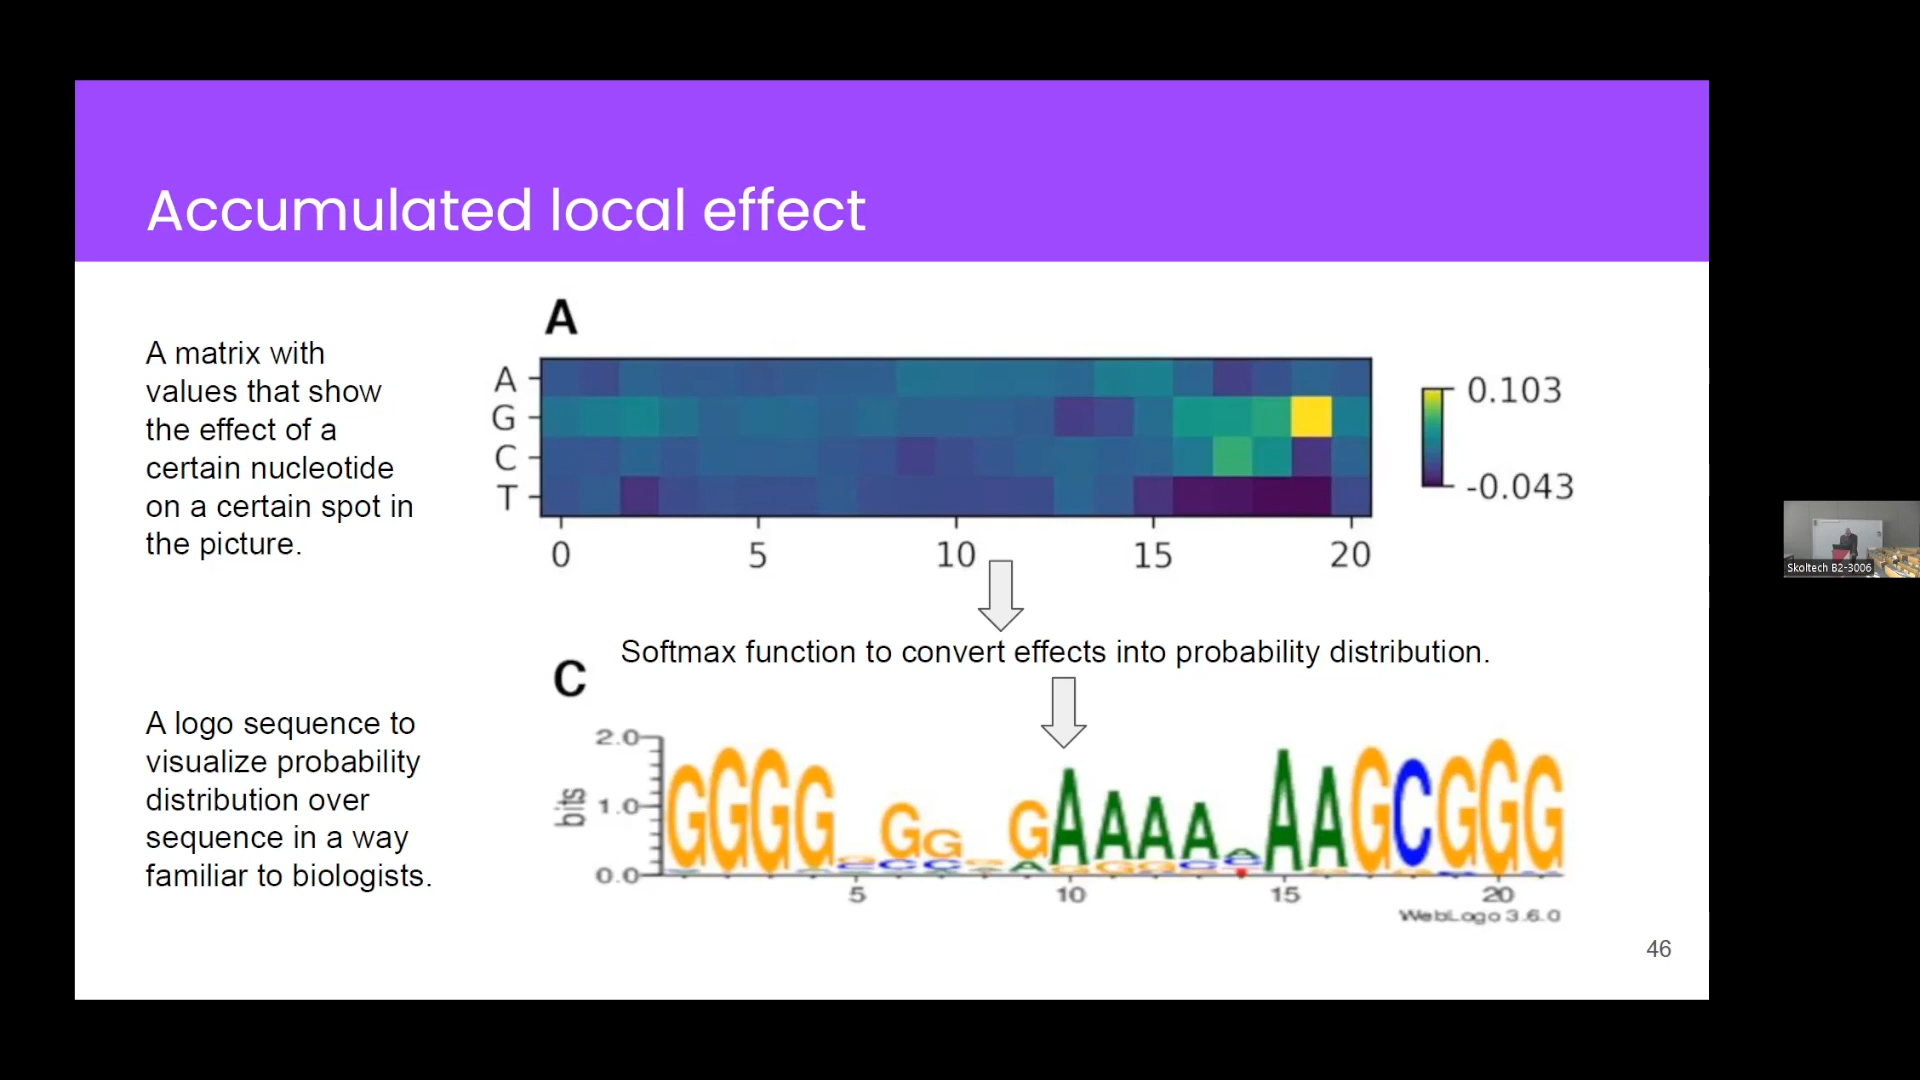 Accumulated local effect
A
A matrix with
values that show
the effect of a
certain nucleotide
on a certain spot in
the picture.
A
G
C
T
0 5 10 15 20
0.103
-0.043
Softmax function to convert effects into probability distribution.
C
A logo sequence to
visualize probability
distribution over
sequence in a way
familiar to biologists.
bits
2.0
1.0
0.0
GGGG GG GAAAA AAGCGGG
5 10 15 20
WebLogo 3.6.0
46
Skoltech B2-3006